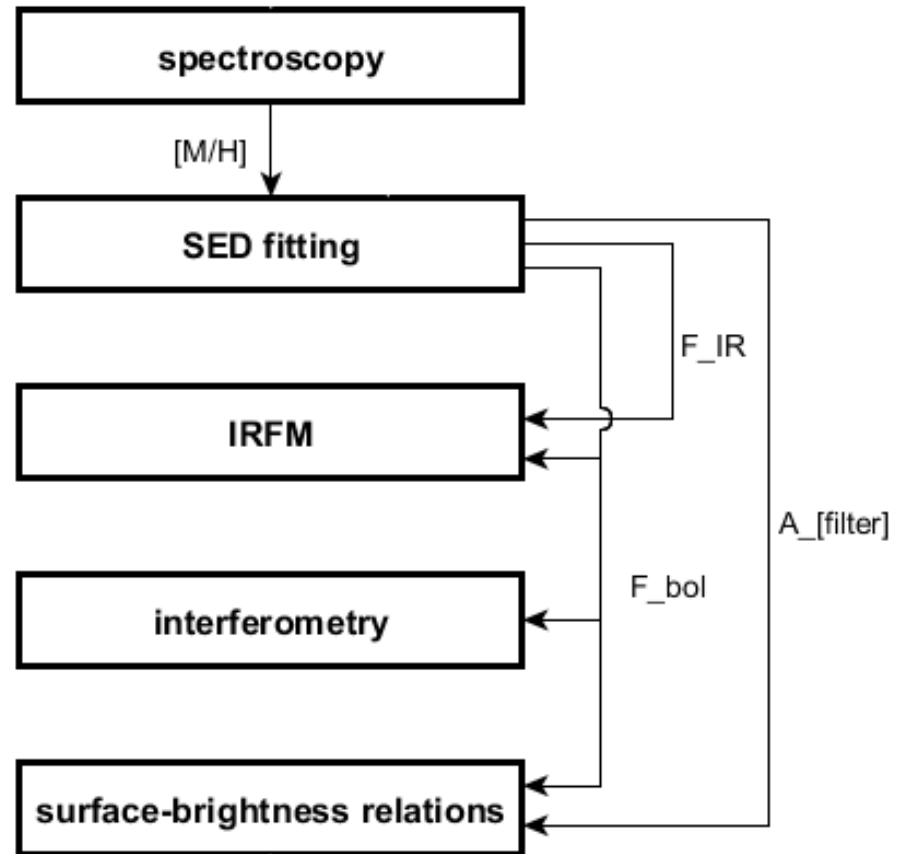 spectroscopy
[M/H]
SED fitting
F_IR
IRFM
A_[filter]
F_bol
interferometry
surface-brightness relations